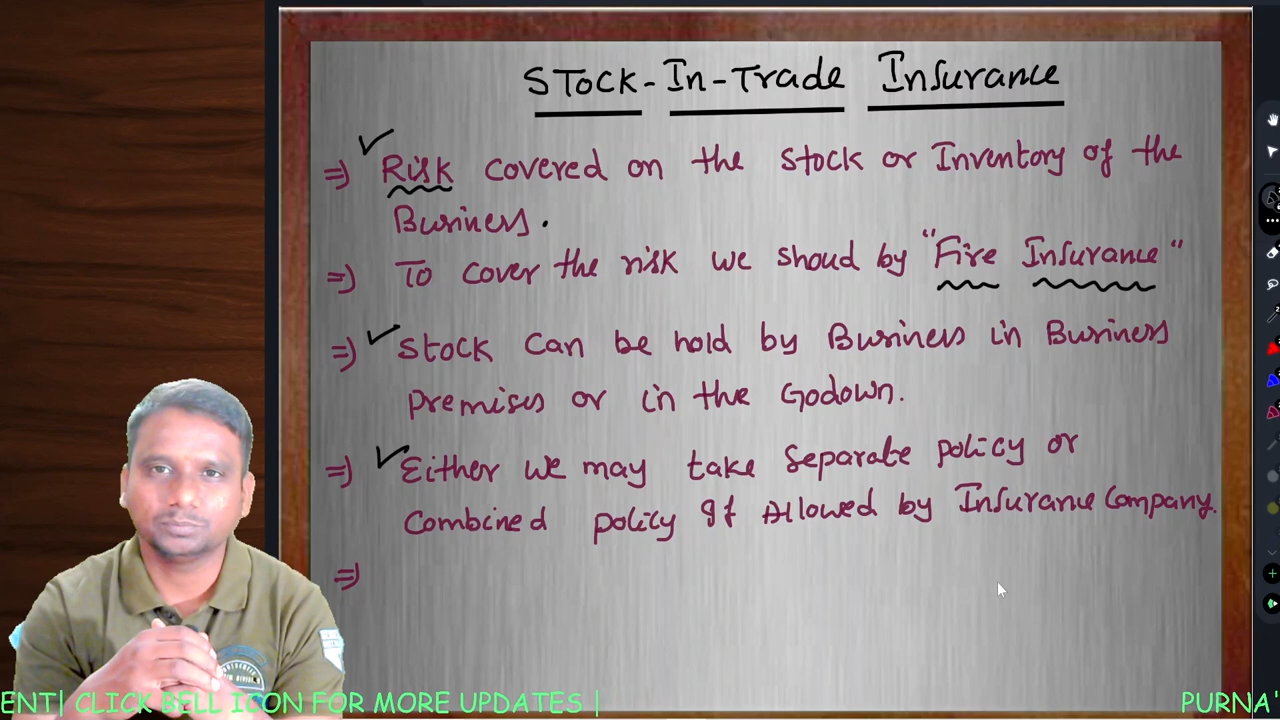 Stock-In-Trade Insurance
=> Risk covered on the stock or Inventory of the
Business.
=> To cover the risk we shoud by "Fire Insurance"
=> Stock can be hold by Business in Business
premises or in the Godown.
=> Either we may take separate policy or
Combined policy If Allowed by Insurance Company.
=>
ENT| CLICK BELL ICON FOR MORE UPDATES |
PURNA'